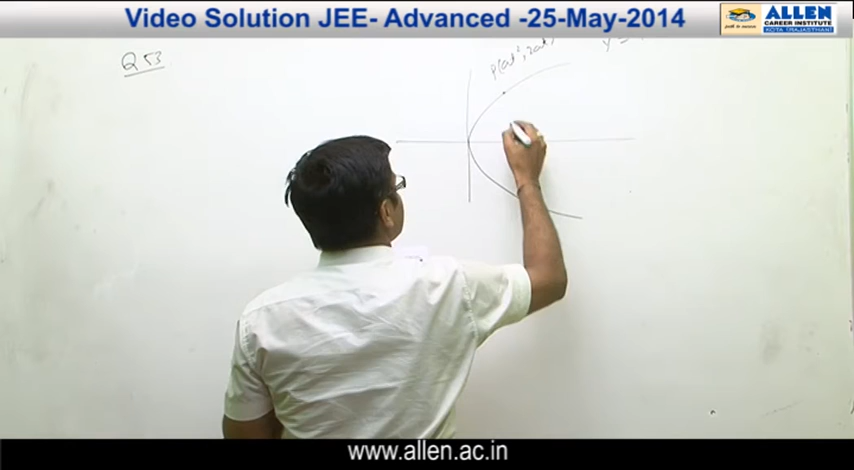 Video Solution JEE- Advanced -25-May-2014
ALLEN
CAREER INSTITUTE
KOTA (RAJASTHAN)
Q 53
P(at², 2at)
www.allen.ac.in